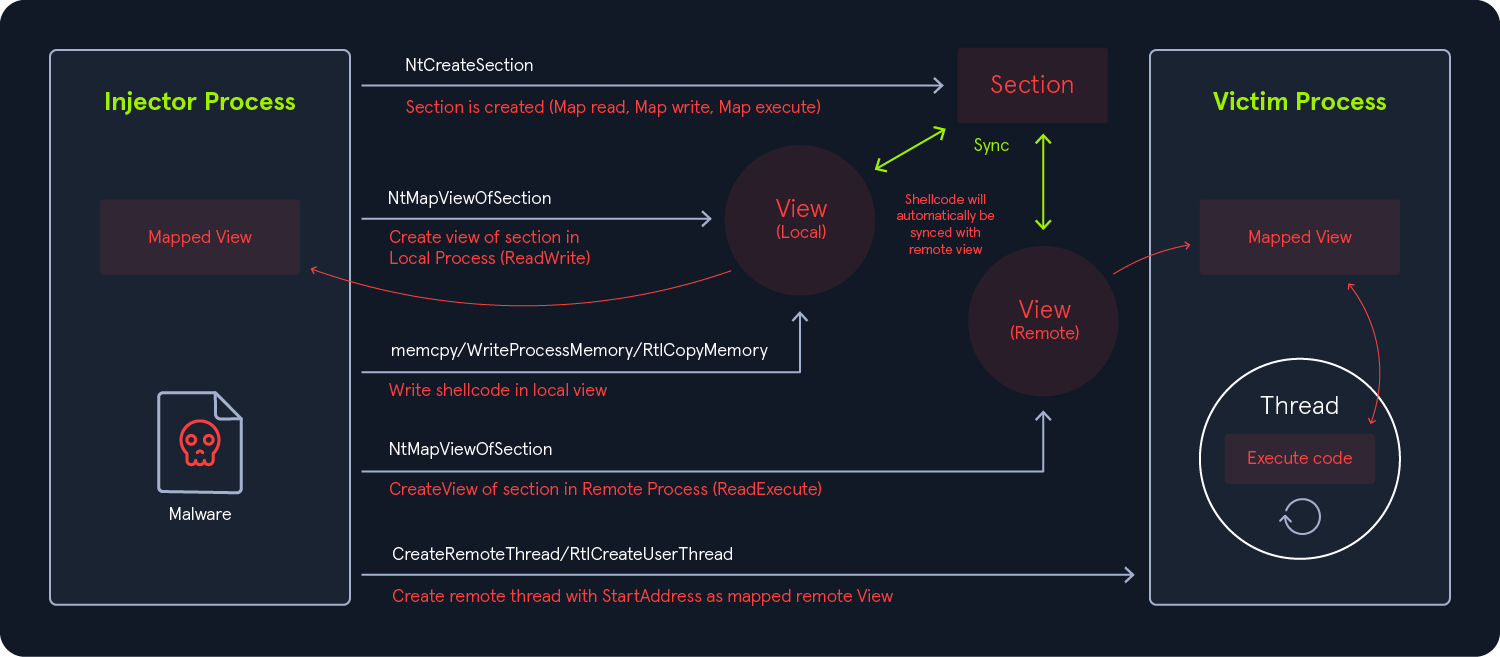 Injector Process
Mapped View
Malware
NtCreateSection
Section is created (Map read, Map write, Map execute)
Section
Sync
NtMapViewOfSection
Create view of section in
Local Process (ReadWrite)
View
(Local)
Shellcode will
automatically be
synced with
remote view
View
(Remote)
memcpy/WriteProcessMemory/RtlCopyMemory
Write shellcode in local view
NtMapViewOfSection
CreateView of section in Remote Process (ReadExecute)
CreateRemoteThread/RtlCreateUserThread
Create remote thread with StartAddress as mapped remote View
Victim Process
Mapped View
Thread
Execute code